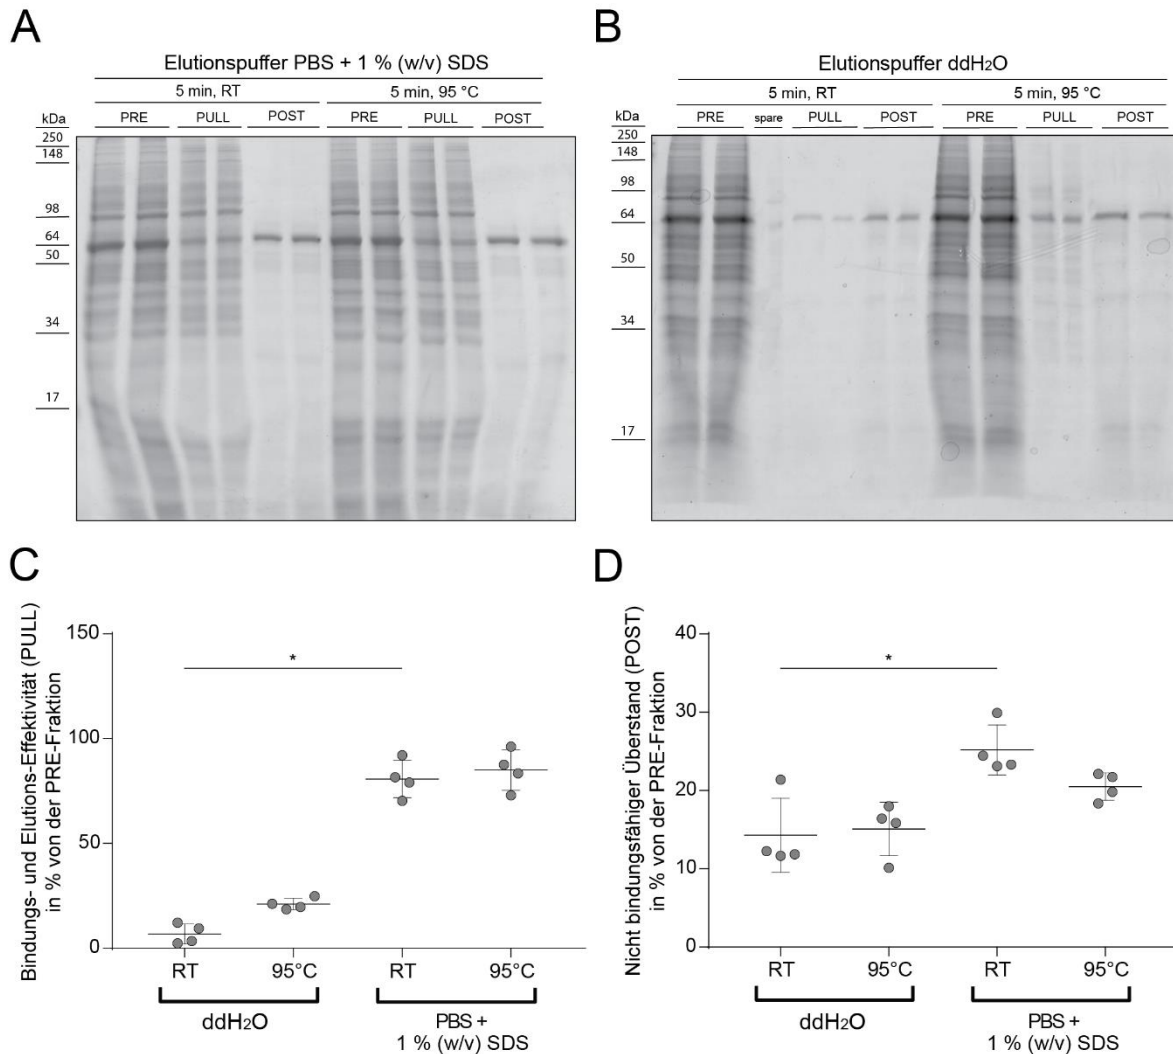 A
Elutionspuffer PBS + 1 % (w/v) SDS
5 min, RT 5 min, 95 °C
kDa PRE PULL POST PRE PULL POST
250
148
98
64
50
34
17
B
Elutionspuffer ddH₂O
5 min, RT 5 min, 95 °C
kDa PRE spare PULL POST PRE PULL POST
250
148
98
64
50
34
17
C
Bindungs- und Elutions-Effektivität (PULL)
in % von der PRE-Fraktion
150
100
50
0
*
RT 95°C RT 95°C
ddH₂O PBS +
1 % (w/v) SDS
D
Nicht bindungsfähiger Überstand (POST)
in % von der PRE-Fraktion
40
30
20
10
0
*
RT 95°C RT 95°C
ddH₂O PBS +
1 % (w/v) SDS